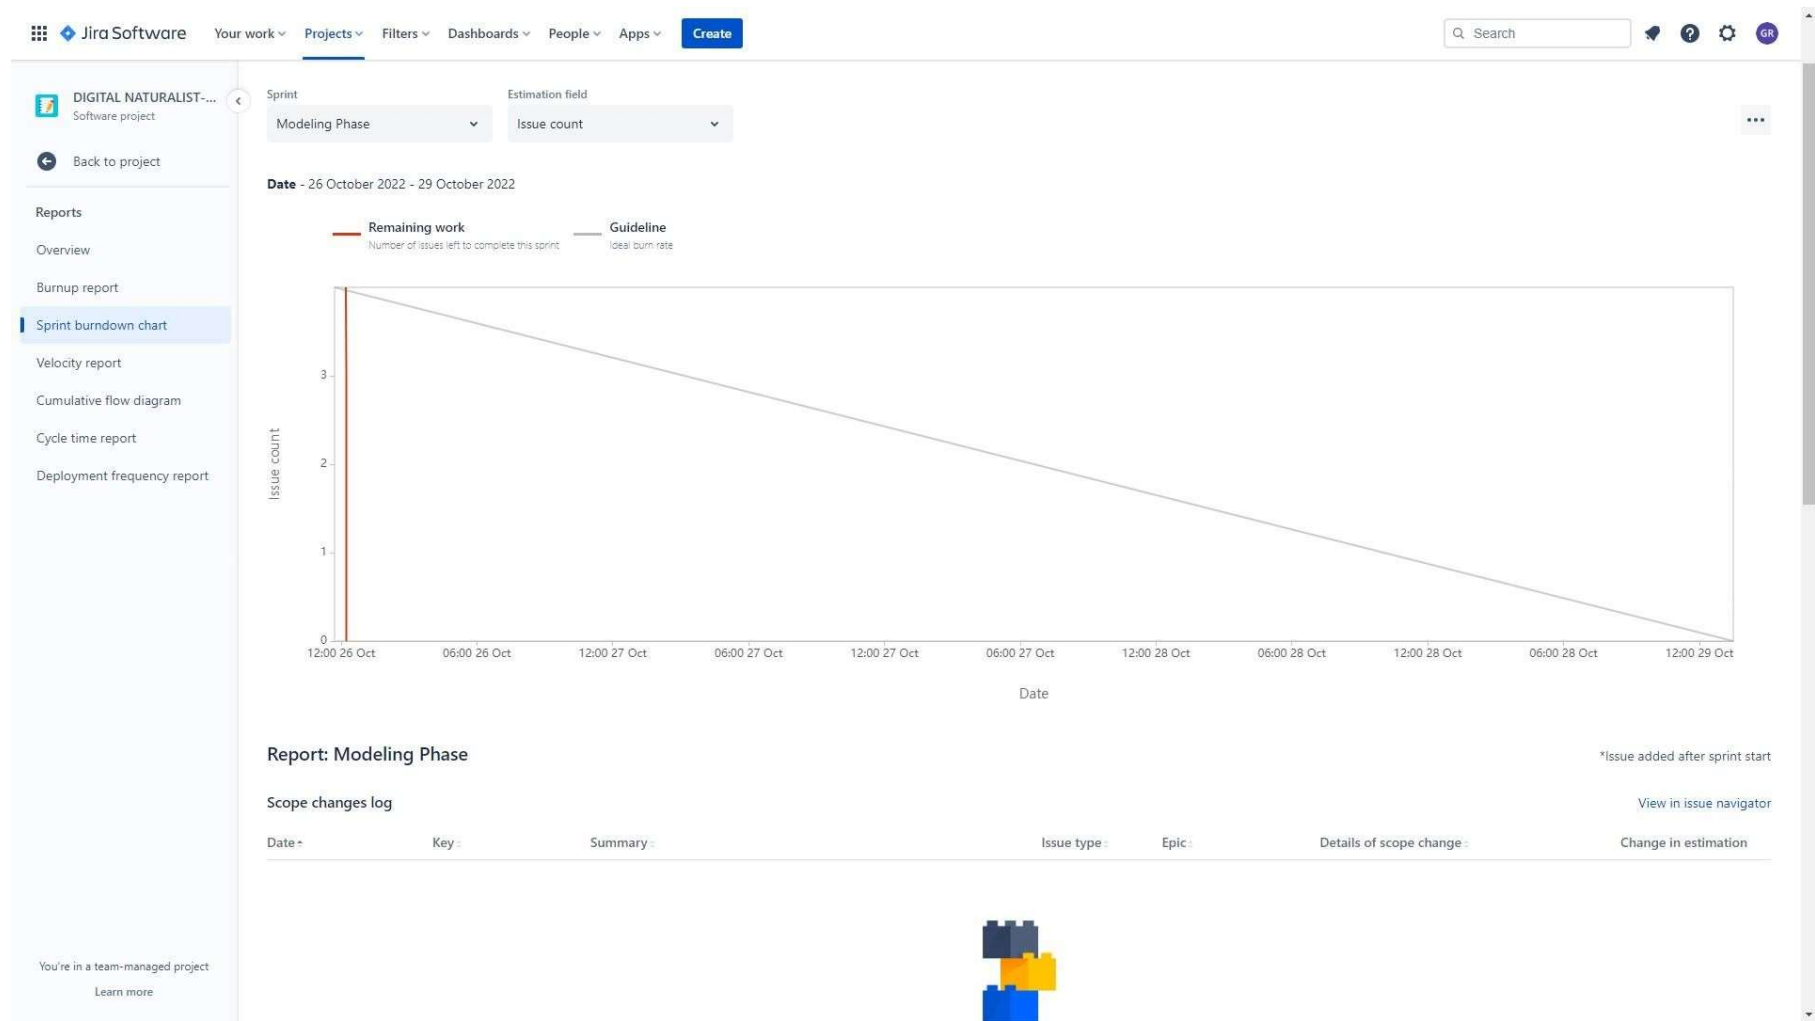 Jira Software
Your work Projects Filters Dashboards People Apps Create Search GR
DIGITAL NATURALIST-...
Software project
Back to project
Reports
Overview
Burnup report
Sprint burndown chart
Velocity report
Cumulative flow diagram
Cycle time report
Deployment frequency report
You're in a team-managed project
Learn more
Sprint Estimation field
Modeling Phase Issue count
Date - 26 October 2022 - 29 October 2022
Remaining work Guideline
Number of issues left to complete this sprint Ideal burn rate
3
2
1
0
Issue count
12:00 26 Oct 06:00 26 Oct 12:00 27 Oct 06:00 27 Oct 12:00 27 Oct 06:00 27 Oct 12:00 28 Oct 06:00 28 Oct 12:00 28 Oct 06:00 28 Oct 12:00 29 Oct
Date
Report: Modeling Phase
*Issue added after sprint start
Scope changes log
View in issue navigator
Date Key Summary Issue type Epic Details of scope change Change in estimation